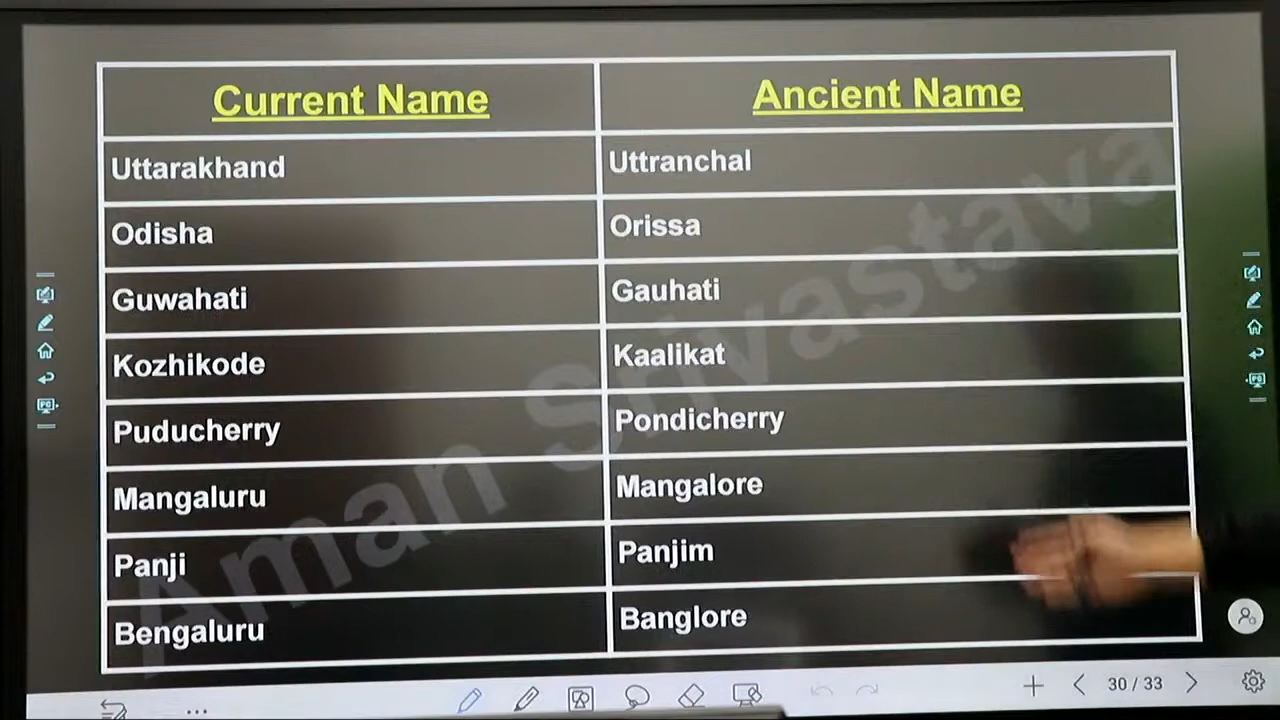 Current Name Ancient Name
Uttarakhand Uttranchal
Odisha Orissa
Guwahati Gauhati
Kozhikode Kaalikat
Puducherry Pondicherry
Mangaluru Mangalore
Panji Panjim
Bengaluru Banglore
Aman Srivastava
30 / 33